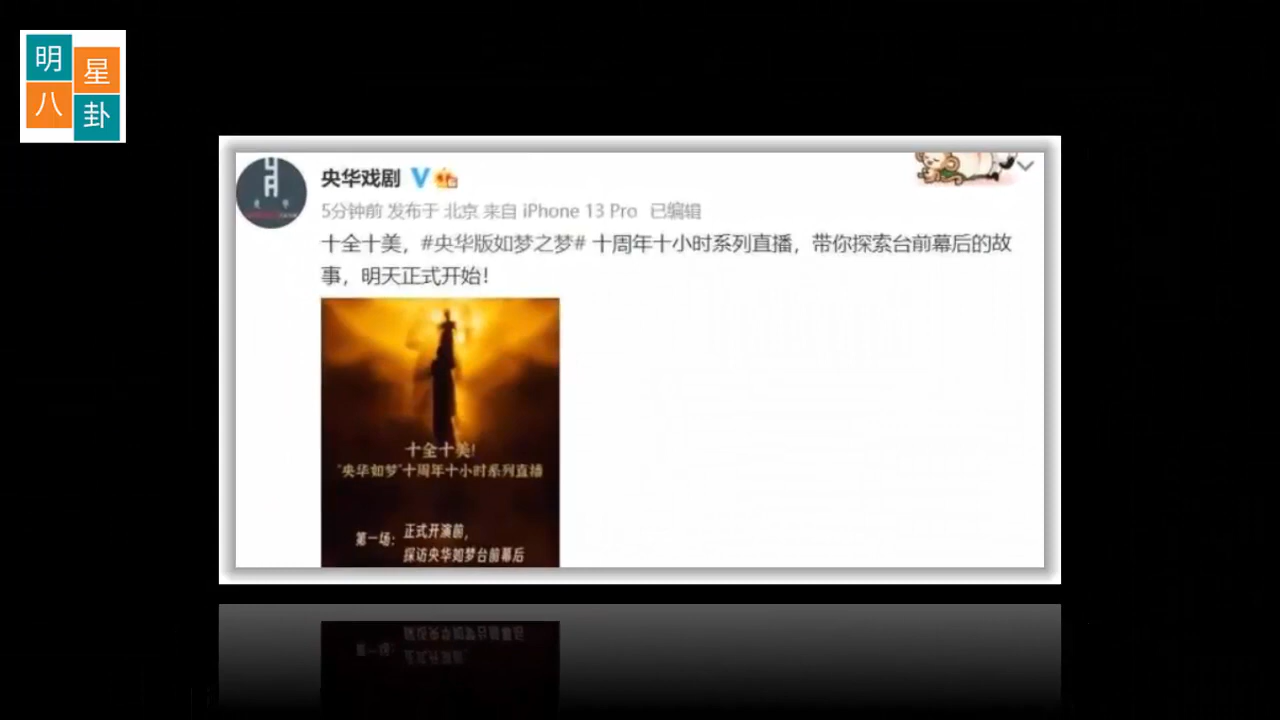 明星
八卦
央华戏剧
5分钟前 发布于 北京 来自 iPhone 13 Pro 已编辑
十全十美，#央华版如梦之梦# 十周年十小时系列直播，带你探索台前幕后的故
事，明天正式开始！
十全十美!
"央华如梦"十周年十小时系列直播
第一场：正式开演前，
探访央华如梦台前幕后